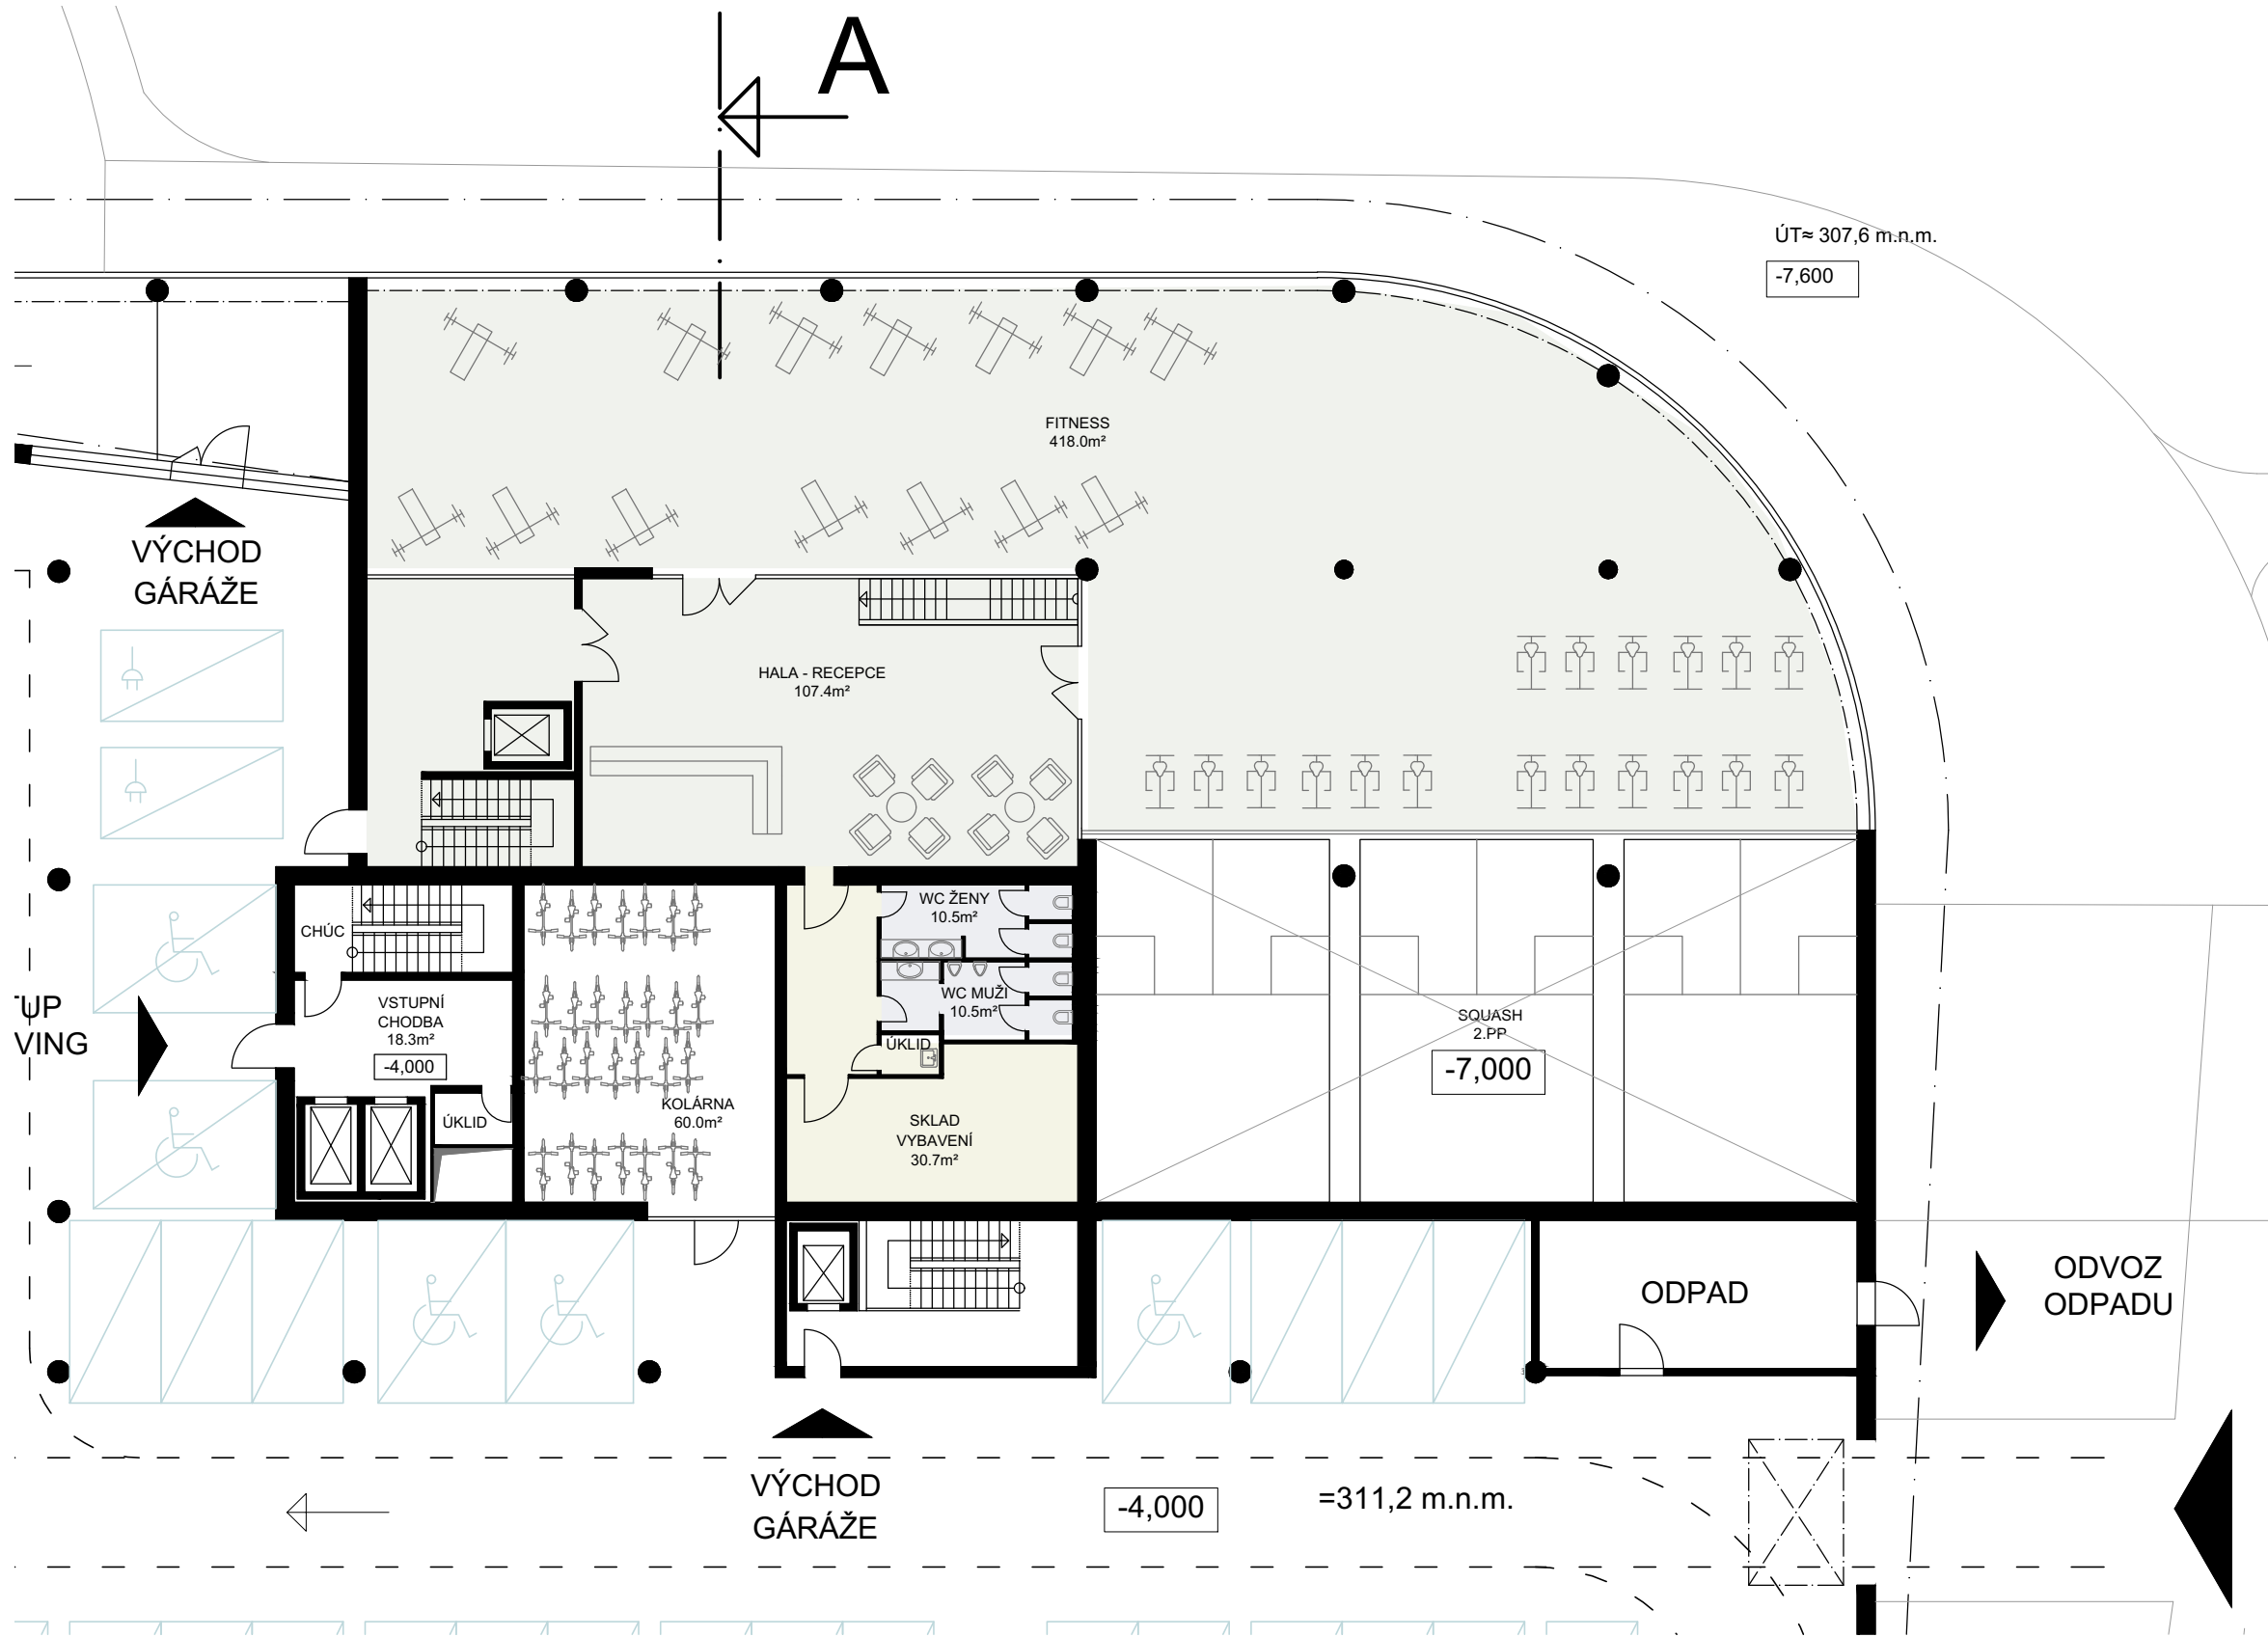 A
ÚT≈ 307,6 m.n.m.
-7,600
FITNESS
418.0m²
VÝCHOD
GÁRÁŽE
HALA - RECEPCE
107.4m²
CHÚC
VSTUPNÍ
CHODBA
18.3m²
-4,000
ÚKLID
KOLÁRNA
60.0m²
WC ŽENY
10.5m²
WC MUŽI
10.5m²
ÚKLID
SKLAD
VYBAVENÍ
30.7m²
SQUASH
2.PP
-7,000
UP
VING
ODPAD
ODVOZ
ODPADU
VÝCHOD
GÁRÁŽE
-4,000
=311,2 m.n.m.